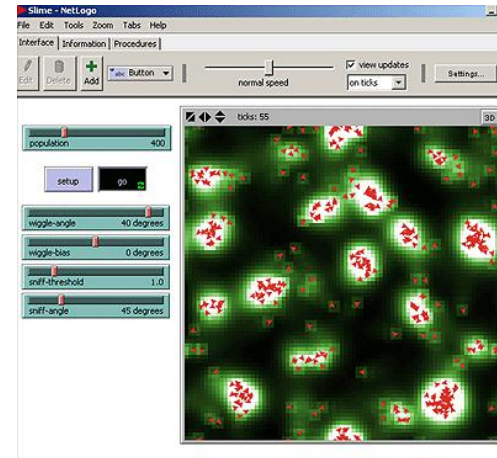 Slime - NetLogo
File Edit Tools Zoom Tabs Help
Interface Information Procedures
Edit Delete Add abc Button normal speed view updates on ticks Settings...
ticks: 55 3D
population 400
setup go
wiggle-angle 40 degrees
wiggle-bias 0 degrees
sniff-threshold 1.0
sniff-angle 45 degrees